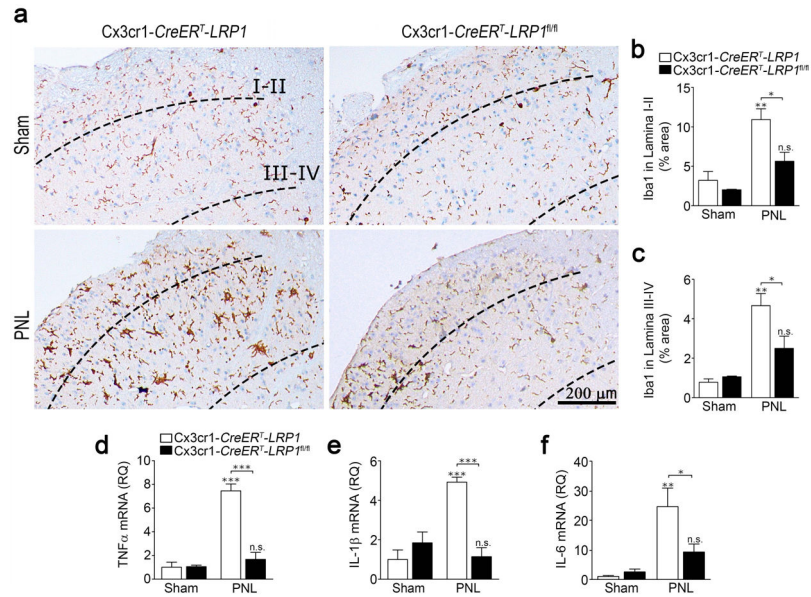 a
Cx3cr1-CreERᵀ-LRP1
Cx3cr1-CreERᵀ-LRP1ᶠˡ/ᶠˡ
Sham
I-II
III-IV
PNL
200 µm
b
Cx3cr1-CreERᵀ-LRP1
Cx3cr1-CreERᵀ-LRP1ᶠˡ/ᶠˡ
Iba1 in Lamina I-II
(% area)
15
10
5
0
**
*
n.s.
Sham
PNL
c
Iba1 in Lamina III-IV
(% area)
6
4
2
0
**
*
n.s.
Sham
PNL
d
Cx3cr1-CreERᵀ-LRP1
Cx3cr1-CreERᵀ-LRP1ᶠˡ/ᶠˡ
TNFα mRNA (RQ)
10
8
6
4
2
0
***
***
n.s.
Sham
PNL
e
IL-1β mRNA (RQ)
6
4
2
0
***
***
n.s.
Sham
PNL
f
IL-6 mRNA (RQ)
40
30
20
10
0
*
**
n.s.
Sham
PNL